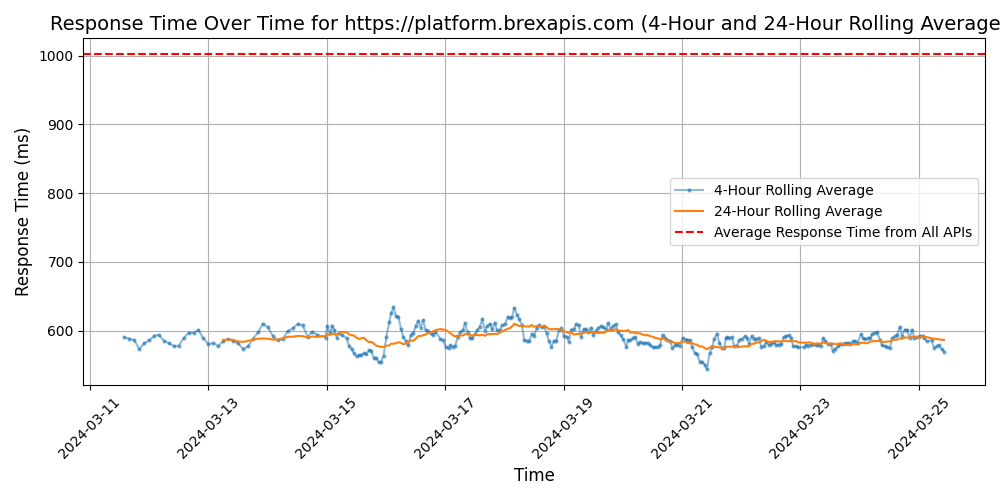 Response Time Over Time for https://platform.brexapis.com (4-Hour and 24-Hour Rolling Average
Response Time (ms)
1000
900
800
700
600
4-Hour Rolling Average
24-Hour Rolling Average
Average Response Time from All APIs
2024-03-11
2024-03-13
2024-03-15
2024-03-17
2024-03-19
2024-03-21
2024-03-23
2024-03-25
Time